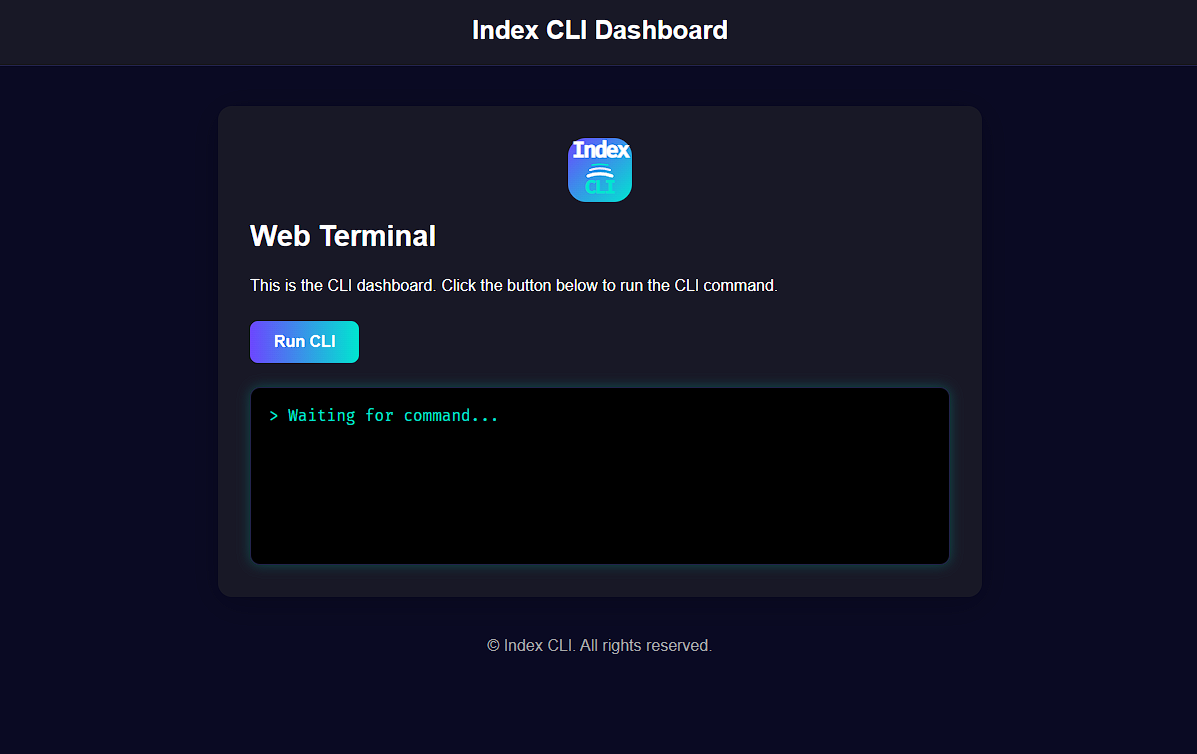 Index CLI Dashboard
Index
CLI
Web Terminal
This is the CLI dashboard. Click the button below to run the CLI command.
Run CLI
> Waiting for command...
© Index CLI. All rights reserved.